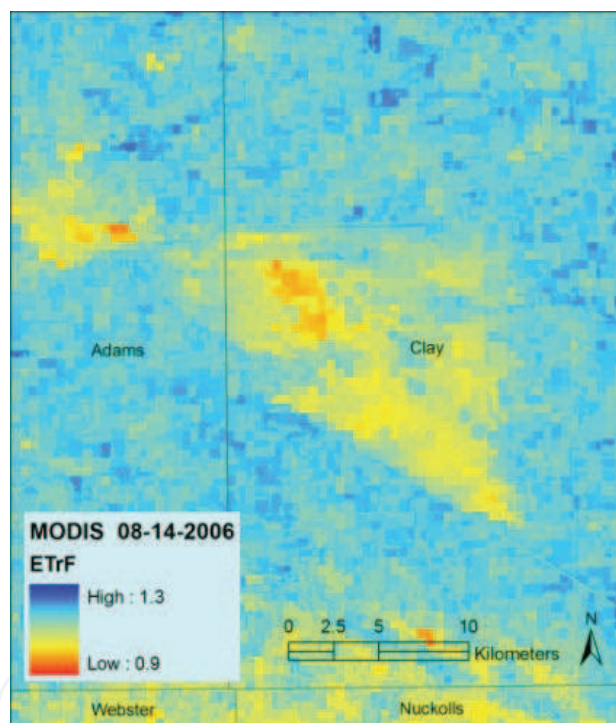 Adams
Clay
MODIS 08-14-2006
ETrF
High : 1.3
Low : 0.9
N
0 2.5 5 10
Kilometers
Webster
Nuckolls